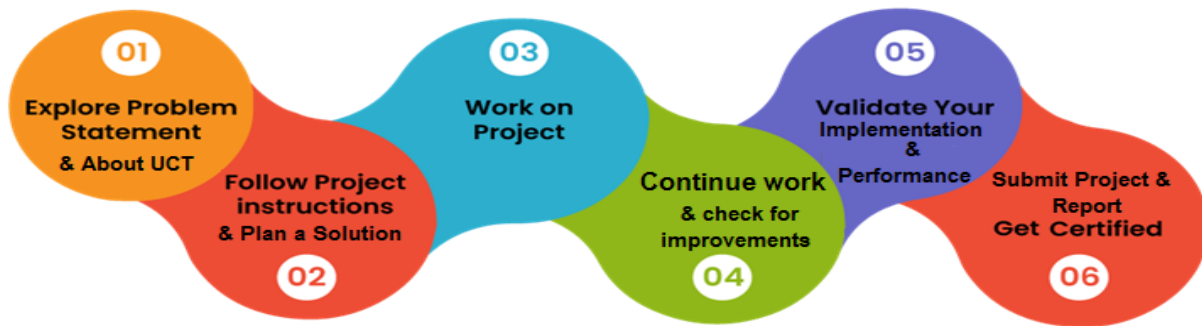 01
Explore Problem
Statement
& About UCT
Follow Project
instructions
& Plan a Solution
02
03
Work on
Project
Continue work
& check for
improvements
04
05
Validate Your
Implementation
&
Performance
Submit Project &
Report
Get Certified
06